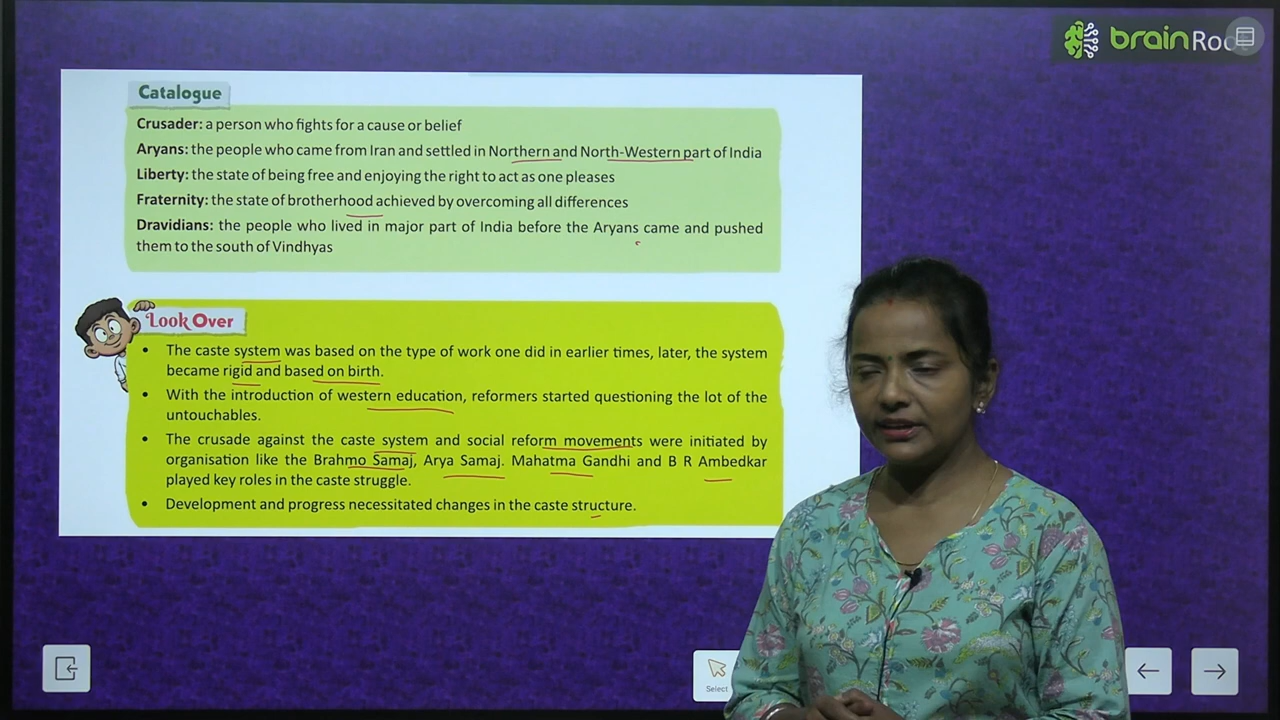 brainRoot
Catalogue
Crusader: a person who fights for a cause or belief
Aryans: the people who came from Iran and settled in Northern and North-Western part of India
Liberty: the state of being free and enjoying the right to act as one pleases
Fraternity: the state of brotherhood achieved by overcoming all differences
Dravidians: the people who lived in major part of India before the Aryans came and pushed
them to the south of Vindhyas
Look Over
• The caste system was based on the type of work one did in earlier times, later, the system
became rigid and based on birth.
• With the introduction of western education, reformers started questioning the lot of the
untouchables.
• The crusade against the caste system and social reform movements were initiated by
organisation like the Brahmo Samaj, Arya Samaj. Mahatma Gandhi and B R Ambedkar
played key roles in the caste struggle.
• Development and progress necessitated changes in the caste structure.
Select